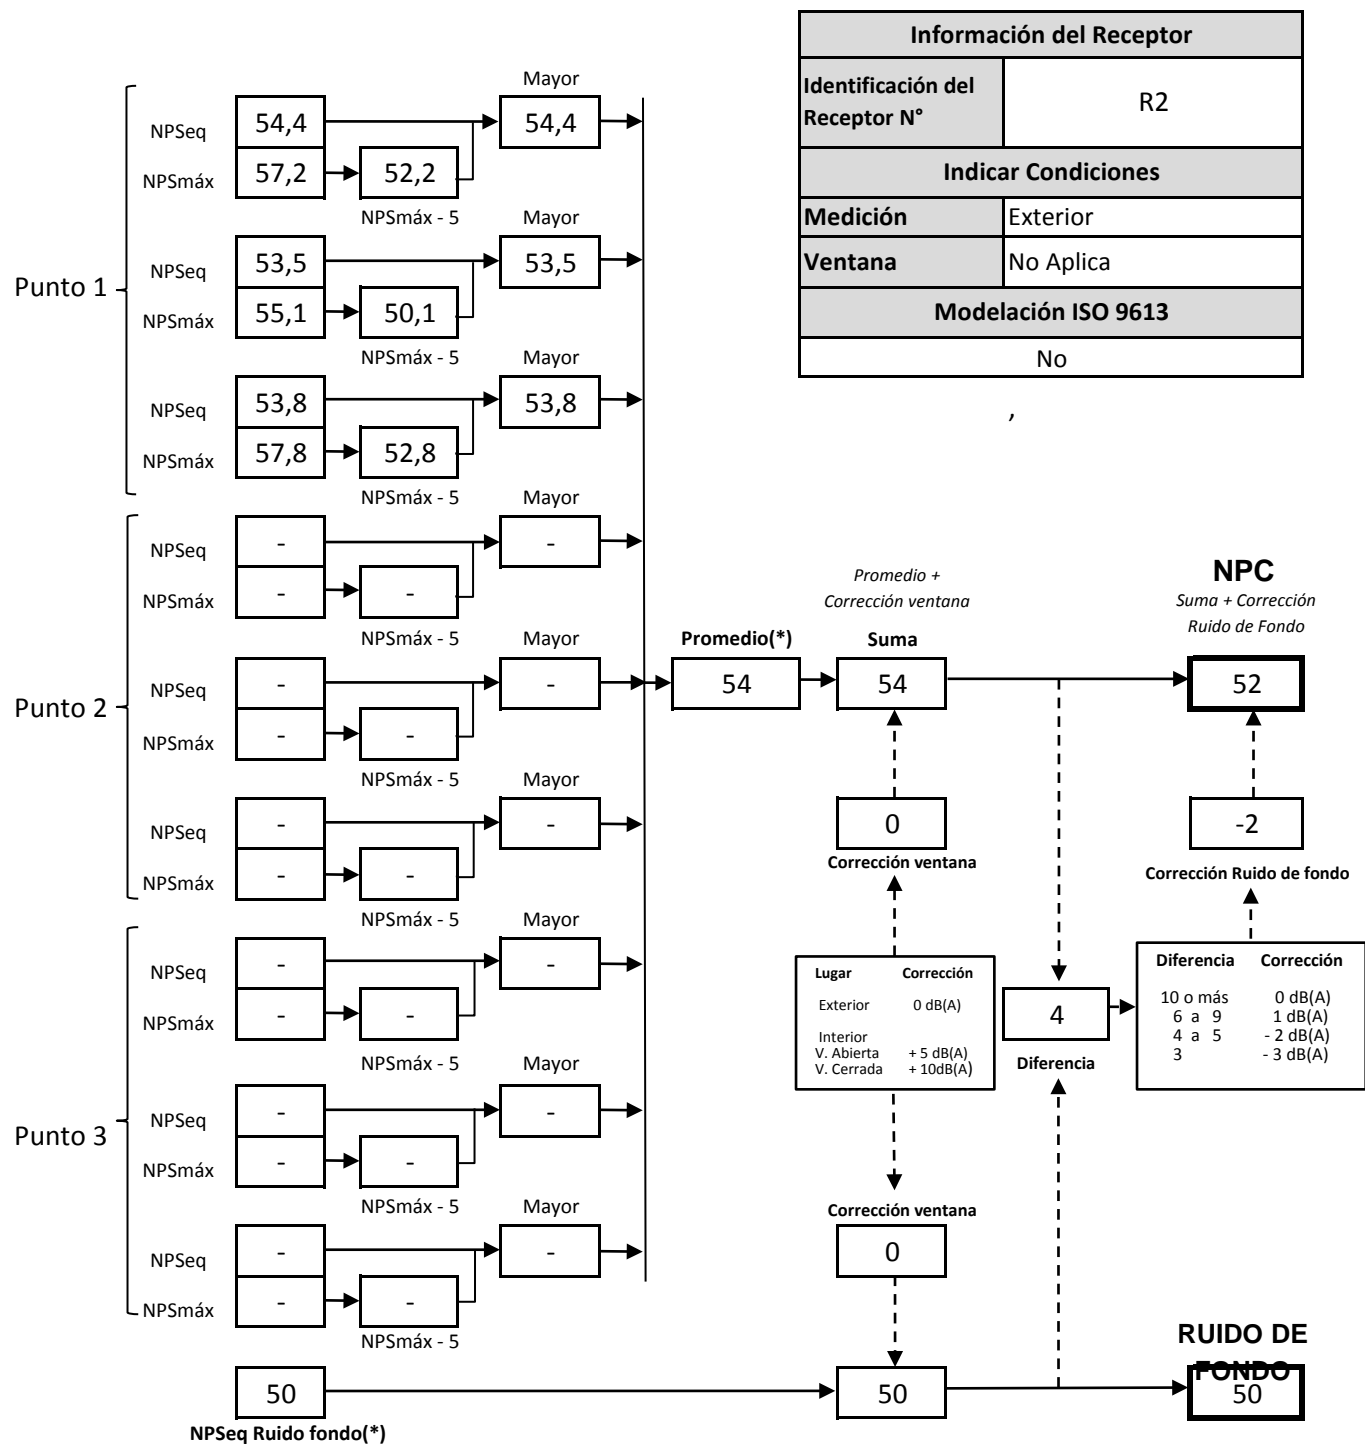 Información del Receptor
Identificación del
Receptor N°
R2
Indicar Condiciones
Medición
Exterior
Ventana
No Aplica
Modelación ISO 9613
No
,
Punto 1
Mayor
NPSeq
54,4
54,4
NPSmáx
57,2
52,2
NPSmáx - 5
Mayor
NPSeq
53,5
53,5
NPSmáx
55,1
50,1
NPSmáx - 5
Mayor
NPSeq
53,8
53,8
NPSmáx
57,8
52,8
NPSmáx - 5
Punto 2
Mayor
NPSeq
-
-
NPSmáx
-
-
NPSmáx - 5
Mayor
NPSeq
-
-
NPSmáx
-
-
NPSmáx - 5
Mayor
NPSeq
-
-
NPSmáx
-
-
NPSmáx - 5
Punto 3
Mayor
NPSeq
-
-
NPSmáx
-
-
NPSmáx - 5
Mayor
NPSeq
-
-
NPSmáx
-
-
NPSmáx - 5
Mayor
NPSeq
-
-
NPSmáx
-
-
NPSmáx - 5
50
NPSeq Ruido fondo(*)
Promedio(*)
54
Promedio +
Corrección ventana
Suma
54
0
Corrección ventana
Lugar Corrección
Exterior 0 dB(A)
Interior
V. Abierta + 5 dB(A)
V. Cerrada + 10dB(A)
Corrección ventana
0
50
4
Diferencia
NPC
Suma + Corrección
Ruido de Fondo
52
-2
Corrección Ruido de fondo
Diferencia Corrección
10 o más 0 dB(A)
6 a 9 1 dB(A)
4 a 5 - 2 dB(A)
3 - 3 dB(A)
RUIDO DE
FONDO
50